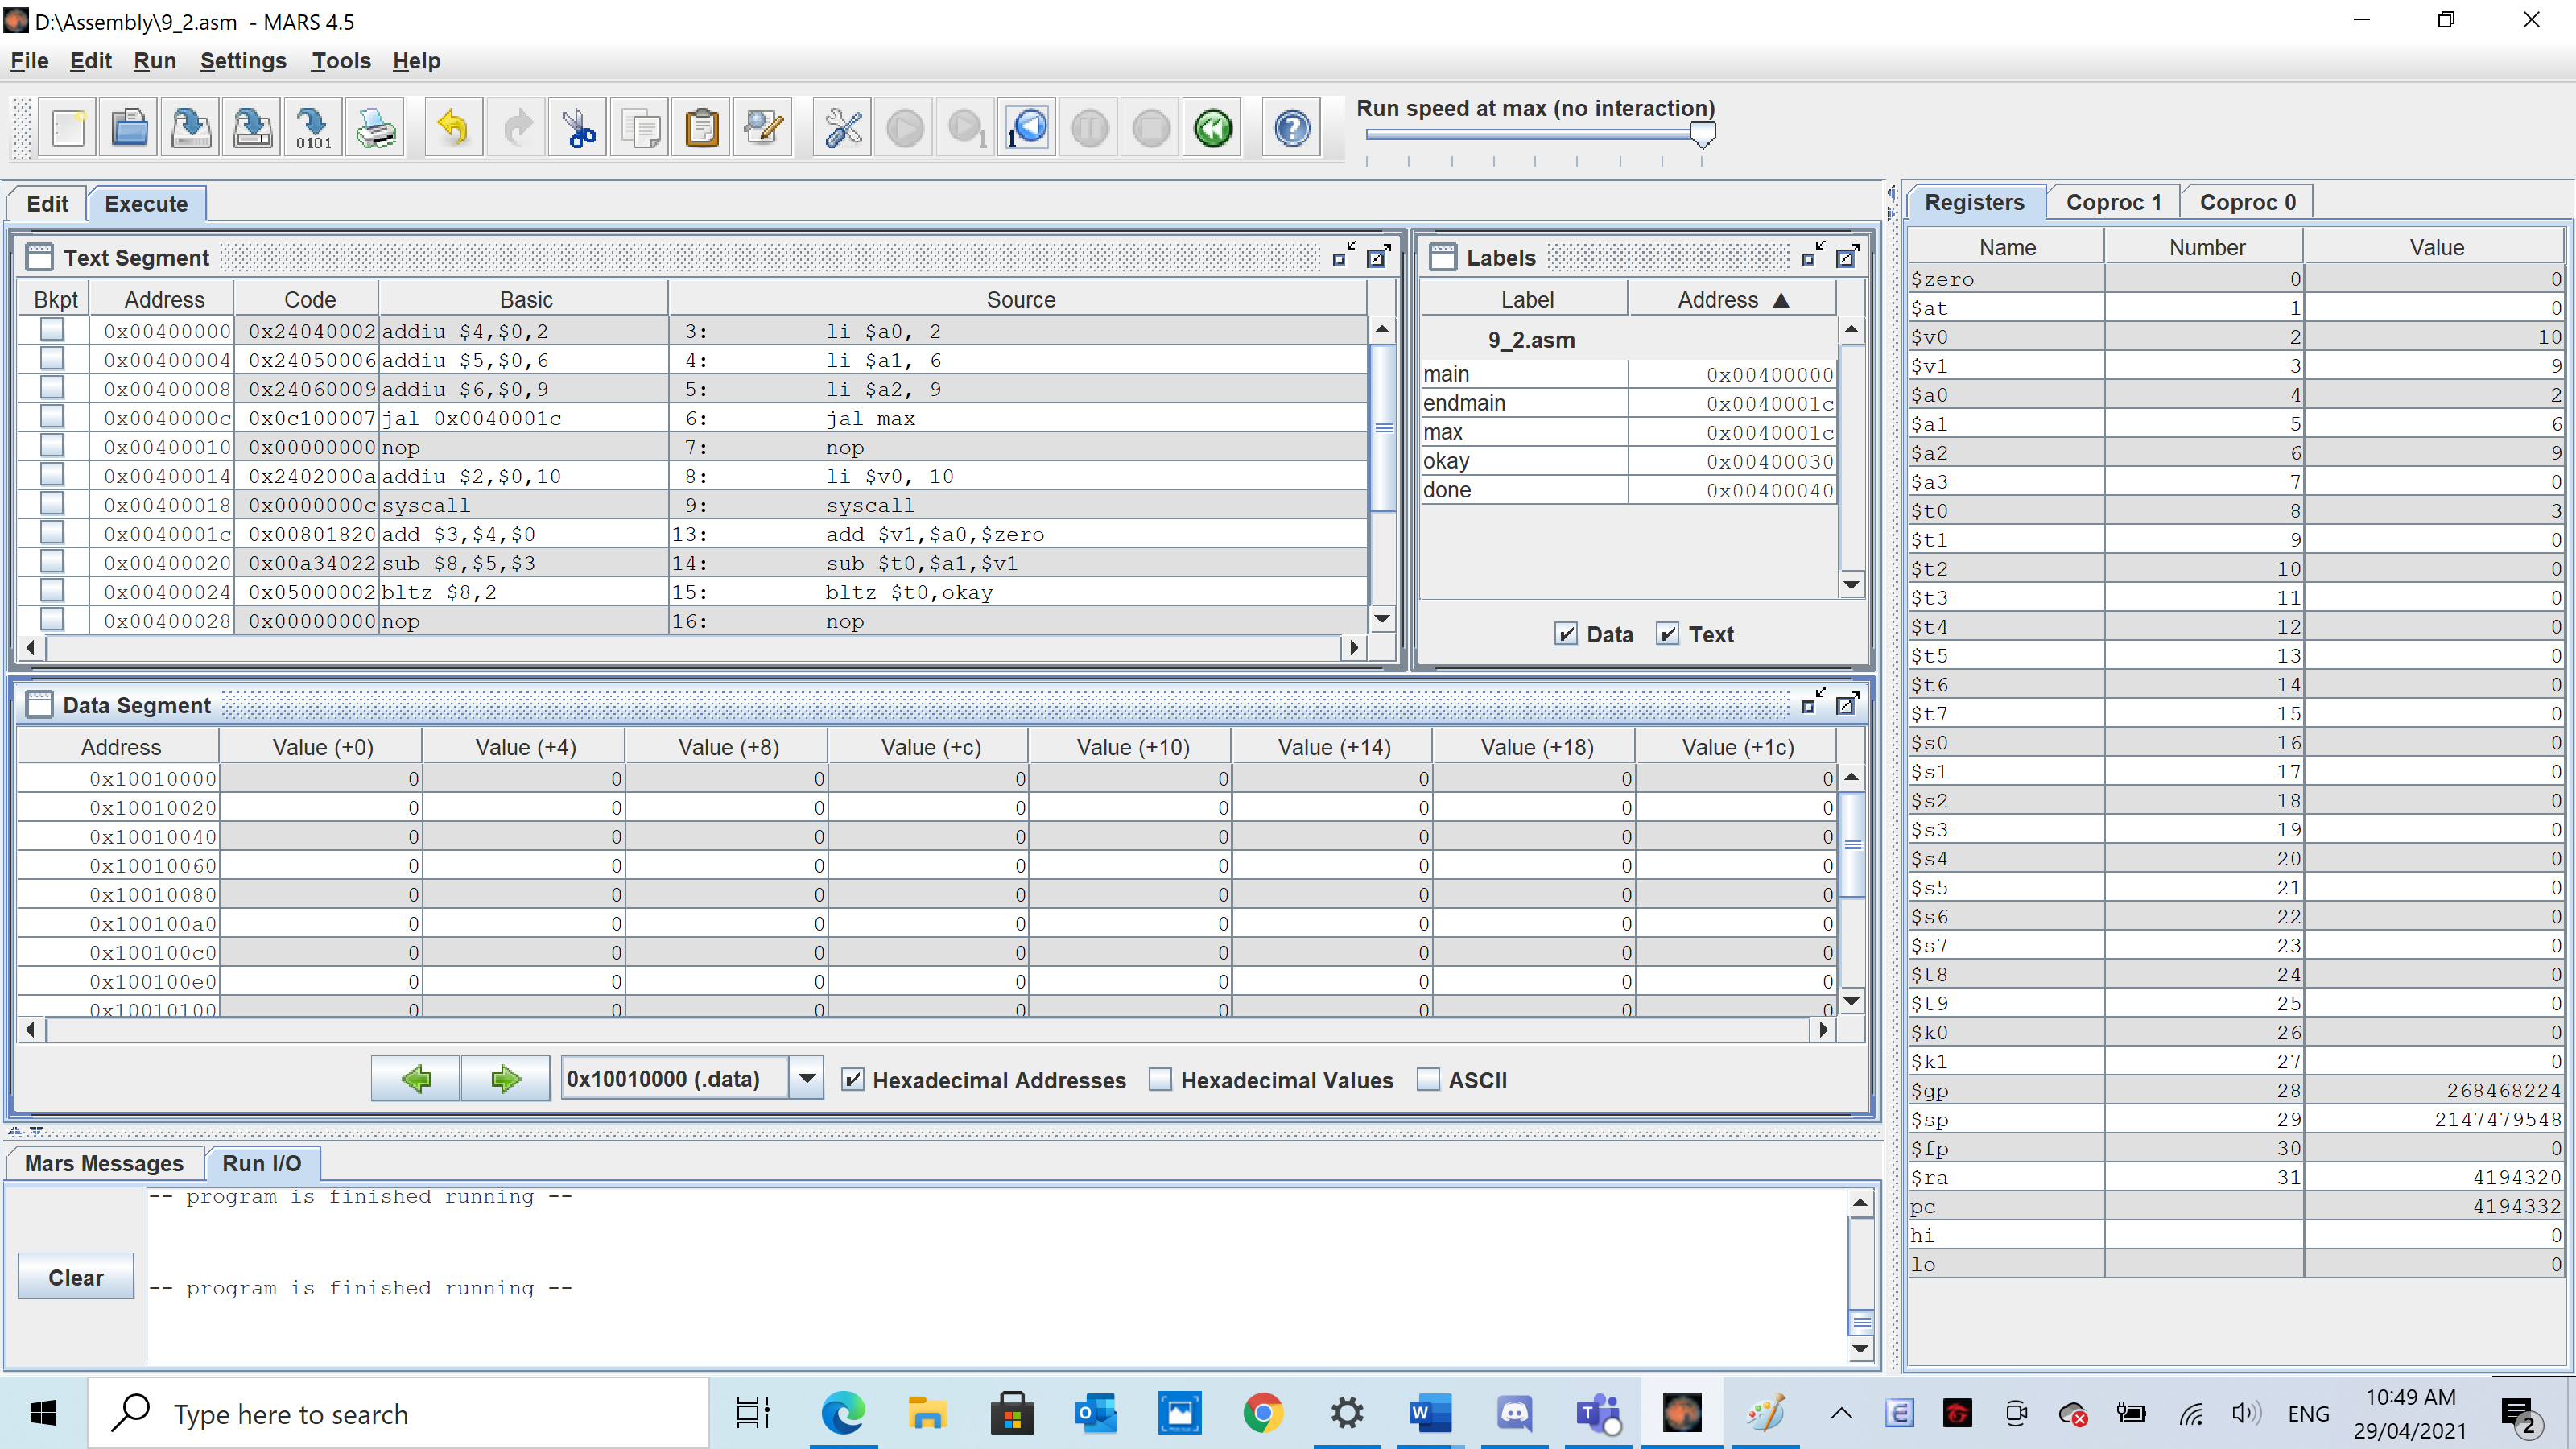 D:\Assembly\9_2.asm - MARS 4.5
File Edit Run Settings Tools Help
Run speed at max (no interaction)
0101 1 1
Edit Execute
Text Segment
Bkpt Address Code Basic Source
0x00400000 0x24040002 addiu $4,$0,2 3: li $a0, 2
0x00400004 0x24050006 addiu $5,$0,6 4: li $a1, 6
0x00400008 0x24060009 addiu $6,$0,9 5: li $a2, 9
0x0040000c 0x0c100007 jal 0x0040001c 6: jal max
0x00400010 0x00000000 nop 7: nop
0x00400014 0x2402000a addiu $2,$0,10 8: li $v0, 10
0x00400018 0x0000000c syscall 9: syscall
0x0040001c 0x00801820 add $3,$4,$0 13: add $v1,$a0,$zero
0x00400020 0x00a34022 sub $8,$5,$3 14: sub $t0,$a1,$v1
0x00400024 0x05000002 bltz $8,2 15: bltz $t0,okay
0x00400028 0x00000000 nop 16: nop
Labels
Label Address ▲
9_2.asm
main 0x00400000
endmain 0x0040001c
max 0x0040001c
okay 0x00400030
done 0x00400040
Data Text
Data Segment
Address Value (+0) Value (+4) Value (+8) Value (+c) Value (+10) Value (+14) Value (+18) Value (+1c)
0x10010000 0 0 0 0 0 0 0 0
0x10010020 0 0 0 0 0 0 0 0
0x10010040 0 0 0 0 0 0 0 0
0x10010060 0 0 0 0 0 0 0 0
0x10010080 0 0 0 0 0 0 0 0
0x100100a0 0 0 0 0 0 0 0 0
0x100100c0 0 0 0 0 0 0 0 0
0x100100e0 0 0 0 0 0 0 0 0
0x10010100 0 0 0 0 0 0 0 0
0x10010000 (.data) Hexadecimal Addresses Hexadecimal Values ASCII
Mars Messages Run I/O
-- program is finished running --
Clear
-- program is finished running --
Registers Coproc 1 Coproc 0
Name Number Value
$zero 0 0
$at 1 0
$v0 2 10
$v1 3 9
$a0 4 2
$a1 5 6
$a2 6 9
$a3 7 0
$t0 8 3
$t1 9 0
$t2 10 0
$t3 11 0
$t4 12 0
$t5 13 0
$t6 14 0
$t7 15 0
$s0 16 0
$s1 17 0
$s2 18 0
$s3 19 0
$s4 20 0
$s5 21 0
$s6 22 0
$s7 23 0
$t8 24 0
$t9 25 0
$k0 26 0
$k1 27 0
$gp 28 268468224
$sp 29 2147479548
$fp 30 0
$ra 31 4194320
pc 4194332
hi 0
lo 0
Type here to search
ENG
10:49 AM
29/04/2021
2